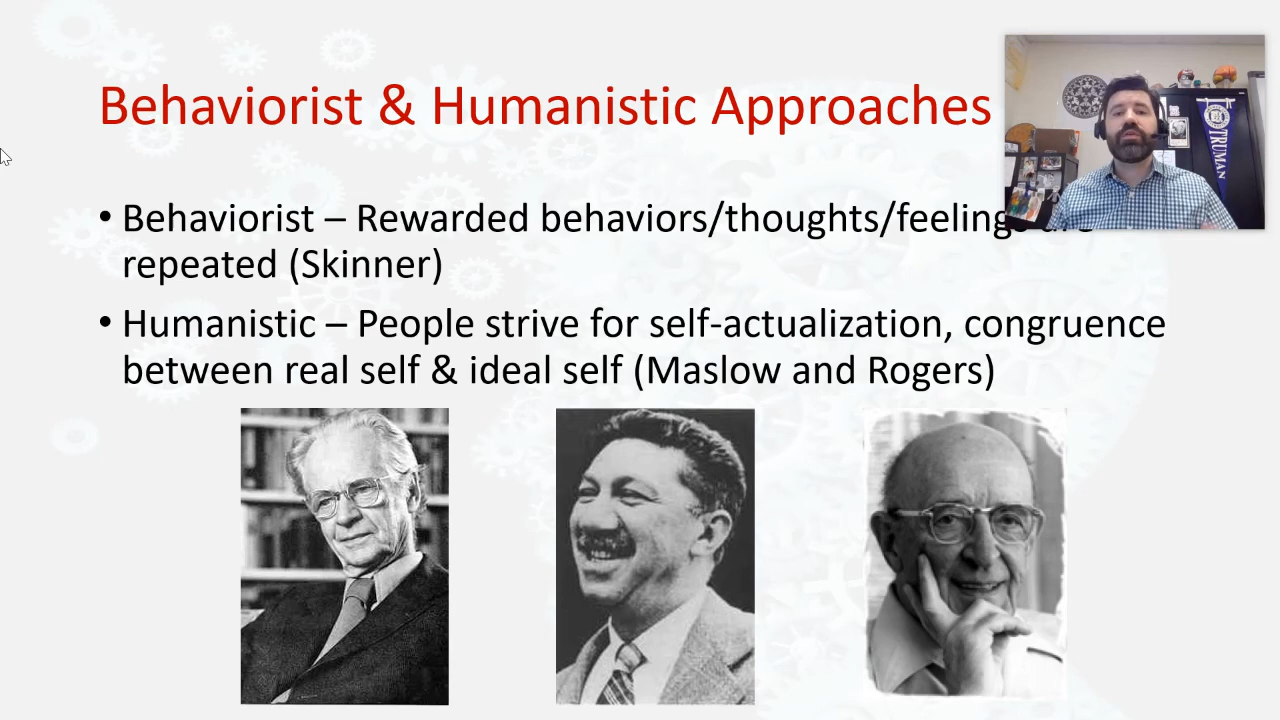 Behaviorist & Humanistic Approaches
• Behaviorist – Rewarded behaviors/thoughts/feelings
repeated (Skinner)
• Humanistic – People strive for self-actualization, congruence
between real self & ideal self (Maslow and Rogers)
TRUMAN